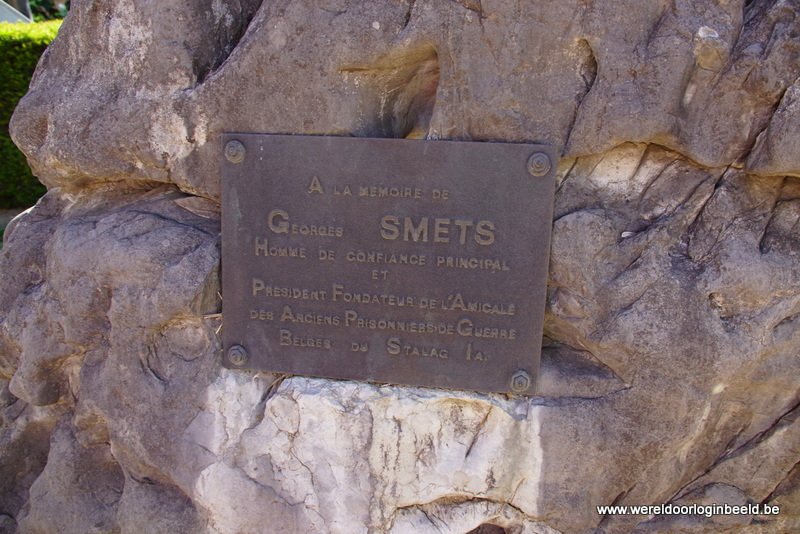 A LA MEMOIRE DE
GEORGES SMETS
HOMME DE CONFIANCE PRINCIPAL
ET
PRESIDENT FONDATEUR DE L'AMICALE
DES ANCIENS PRISONNIERS DE GUERRE
BELGES DU STALAG IA.
www.wereldoorloginbeeld.be